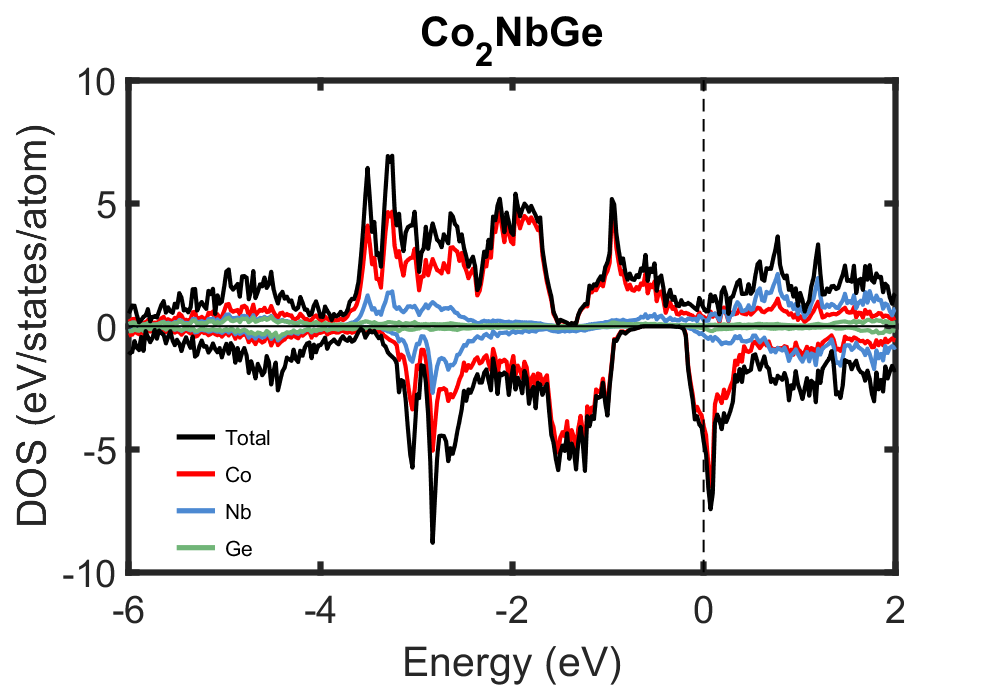 Co₂NbGe
10
5
0
-5
-10
DOS (eV/states/atom)
Total
Co
Nb
Ge
-6 -4 -2 0 2
Energy (eV)